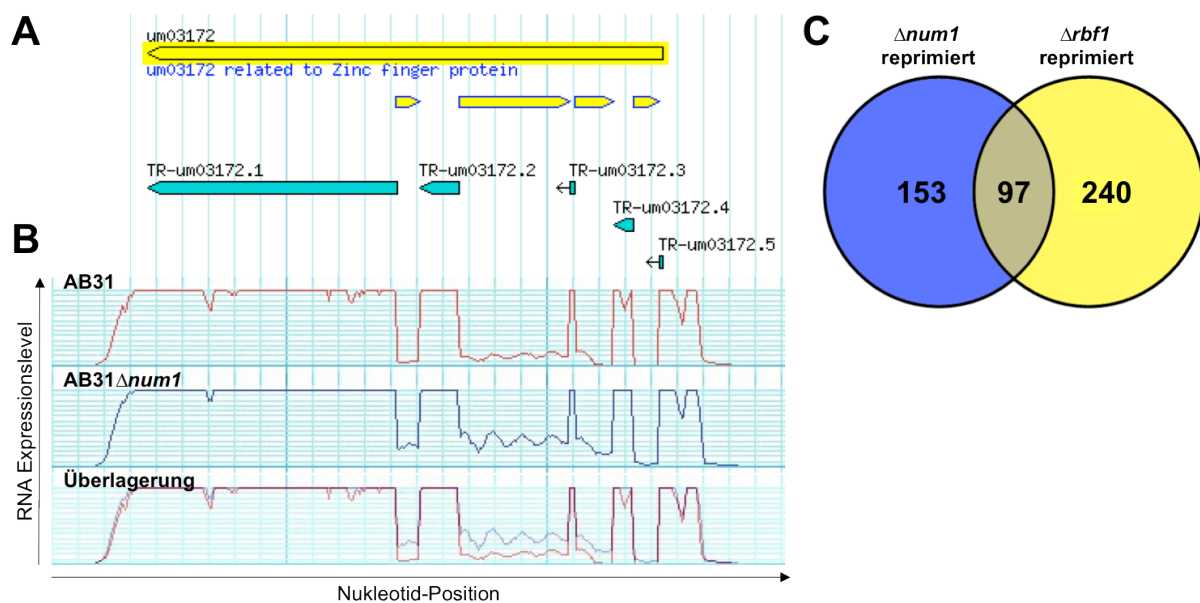 A
um03172
um03172 related to Zinc finger protein
TR-um03172.1
TR-um03172.2
TR-um03172.3
TR-um03172.4
TR-um03172.5
B
AB31
AB31Δnum1
Überlagerung
RNA Expressionslevel
Nukleotid-Position
C
Δnum1
reprimiert
Δrbf1
reprimiert
153
97
240